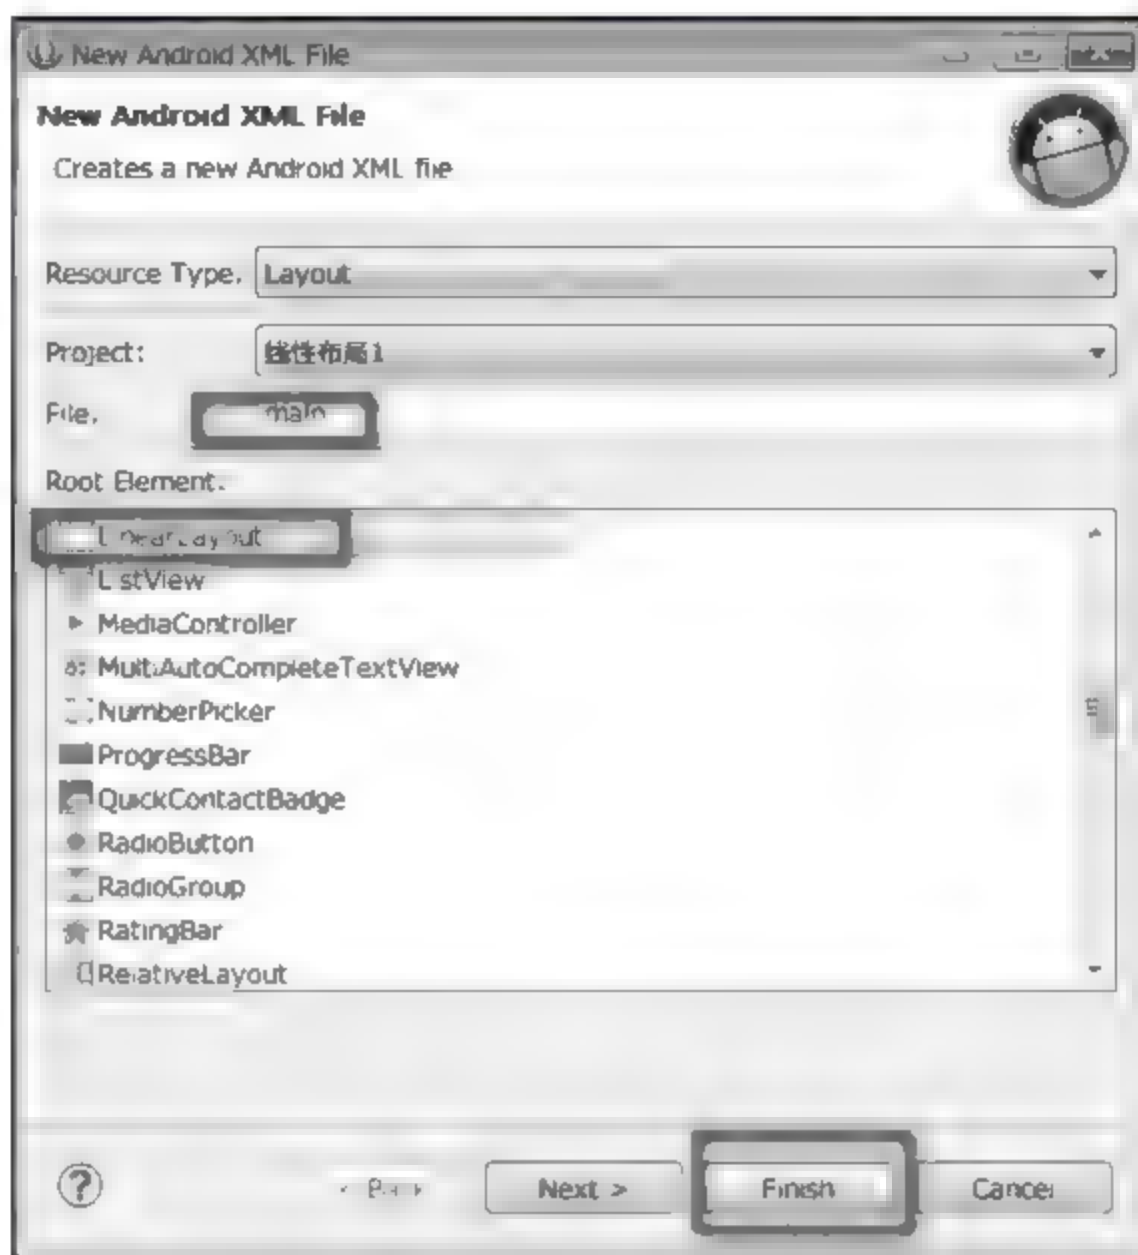 New Android XML File
New Android XML File
Creates a new Android XML file
Resource Type: Layout
Project: 线性布局1
File: main
Root Element:
LinearLayout
ListView
MediaController
MultiAutoCompleteTextView
NumberPicker
ProgressBar
QuickContactBadge
RadioButton
RadioGroup
RatingBar
RelativeLayout
? < Back Next > Finish Cancel